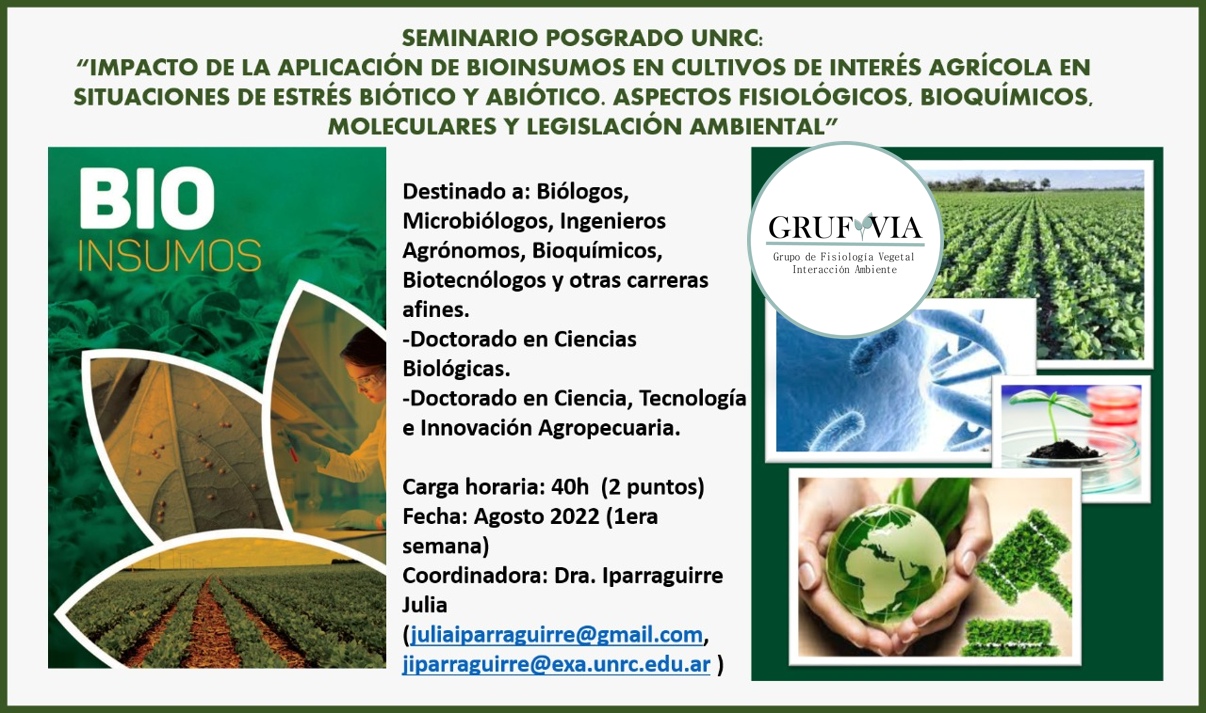 SEMINARIO POSGRADO UNRC:
“IMPACTO DE LA APLICACIÓN DE BIOINSUMOS EN CULTIVOS DE INTERÉS AGRÍCOLA EN
SITUACIONES DE ESTRÉS BIÓTICO Y ABIÓTICO. ASPECTOS FISIOLÓGICOS, BIOQUÍMICOS,
MOLECULARES Y LEGISLACIÓN AMBIENTAL”
BIO
INSUMOS
Destinado a: Biólogos,
Microbiólogos, Ingenieros
Agrónomos, Bioquímicos,
Biotecnólogos y otras carreras
afines.
-Doctorado en Ciencias
Biológicas.
-Doctorado en Ciencia, Tecnología
e Innovación Agropecuaria.
Carga horaria: 40h (2 puntos)
Fecha: Agosto 2022 (1era
semana)
Coordinadora: Dra. Iparraguirre
Julia
(juliaiparraguirre@gmail.com,
jiparraguirre@exa.unrc.edu.ar )
GRUFVIA
Grupo de Fisiología Vegetal
Interacción Ambiente